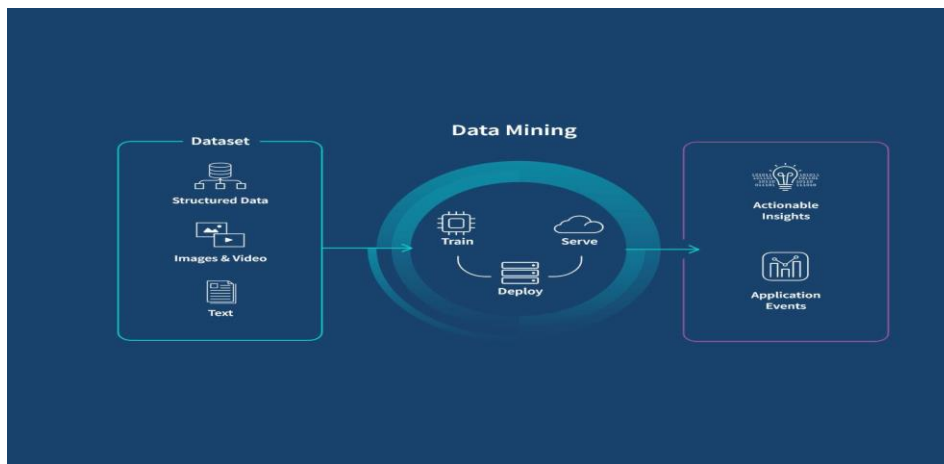 Data Mining
Dataset
Structured Data
Images & Video
Text
Train
Serve
Deploy
Actionable
Insights
Application
Events